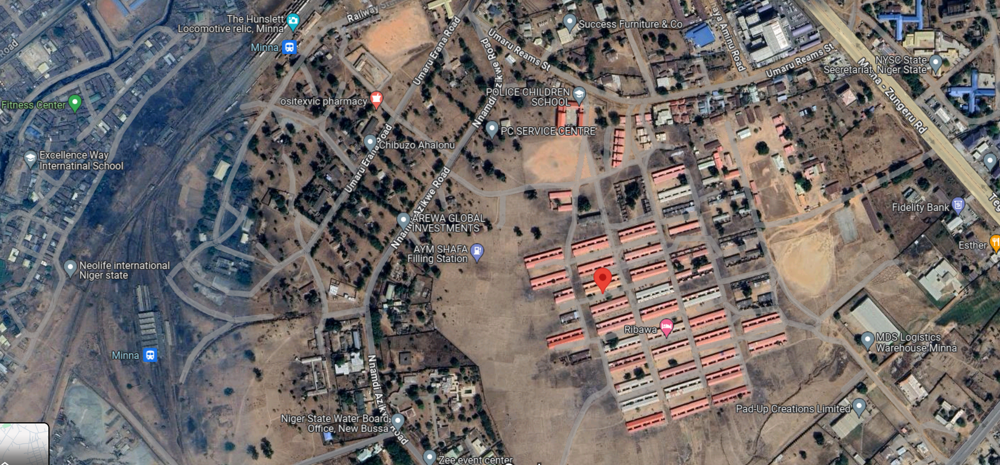 The Hunslett
Locomotive relic, Minna
Minna
Railway
Road
Umaru Erana Road
Nnamdi Azikwe Road
Umaru Reams St
Success Furniture & Co
Aminu Road
Umaru Reams St
Minna - Zungeru Rd
NYSC State
Secretariat, Niger State
Fitness Center
ositexvic pharmacy
POLICE CHILDREN
SCHOOL
PC SERVICE CENTRE
Chibuzo Ahalonu
Umaru Erana Road
Excellence Way
Internatinal School
Nnamdi Azikwe Road
AREWA GLOBAL
INVESTMENTS
AYM SHAFA
Filling Station
Fidelity Bank
Esther
Neolife international
Niger state
Ribawa
MDS Logistics
Warehouse Minna
Minna
Nnamdi Azikwe Road
Niger State Water Board,
Office, New Bussa
Pad-Up Creations Limited
Zee event center